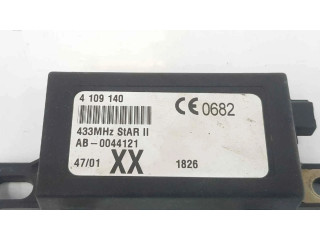 4 109 140
CE 0682
433MHz StAR II
AB-0044121
47/01 XX 1826